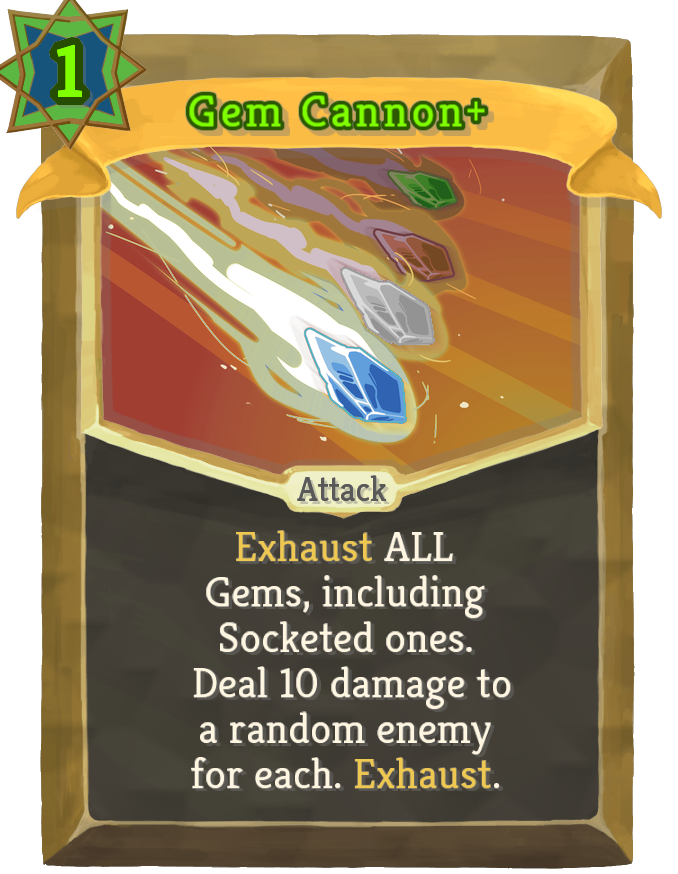 1
Gem Cannon+
Attack
Exhaust ALL
Gems, including
Socketed ones.
Deal 10 damage to
a random enemy
for each. Exhaust.